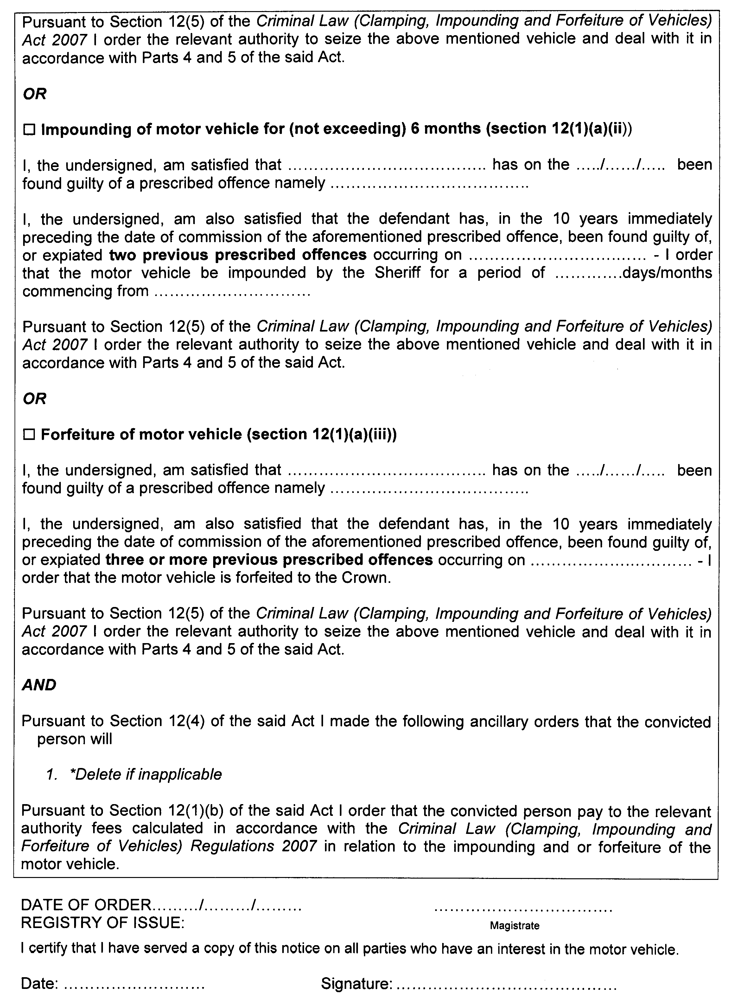 Pursuant to Section 12(5) of the Criminal Law (Clamping, Impounding and Forfeiture of Vehicles)
Act 2007 I order the relevant authority to seize the above mentioned vehicle and deal with it in
accordance with Parts 4 and 5 of the said Act.
OR
☐ Impounding of motor vehicle for (not exceeding) 6 months (section 12(1)(a)(ii))
I, the undersigned, am satisfied that ...................................... has on the ...../....../..... been
found guilty of a prescribed offence namely ......................................
I, the undersigned, am also satisfied that the defendant has, in the 10 years immediately
preceding the date of commission of the aforementioned prescribed offence, been found guilty of,
or expiated two previous prescribed offences occurring on .................................. - I order
that the motor vehicle be impounded by the Sheriff for a period of .............days/months
commencing from ..............................
Pursuant to Section 12(5) of the Criminal Law (Clamping, Impounding and Forfeiture of Vehicles)
Act 2007 I order the relevant authority to seize the above mentioned vehicle and deal with it in
accordance with Parts 4 and 5 of the said Act.
OR
☐ Forfeiture of motor vehicle (section 12(1)(a)(iii))
I, the undersigned, am satisfied that ...................................... has on the ...../....../..... been
found guilty of a prescribed offence namely ......................................
I, the undersigned, am also satisfied that the defendant has, in the 10 years immediately
preceding the date of commission of the aforementioned prescribed offence, been found guilty of,
or expiated three or more previous prescribed offences occurring on ............................... - I
order that the motor vehicle is forfeited to the Crown.
Pursuant to Section 12(5) of the Criminal Law (Clamping, Impounding and Forfeiture of Vehicles)
Act 2007 I order the relevant authority to seize the above mentioned vehicle and deal with it in
accordance with Parts 4 and 5 of the said Act.
AND
Pursuant to Section 12(4) of the said Act I made the following ancillary orders that the convicted
person will
1. *Delete if inapplicable
Pursuant to Section 12(1)(b) of the said Act I order that the convicted person pay to the relevant
authority fees calculated in accordance with the Criminal Law (Clamping, Impounding and
Forfeiture of Vehicles) Regulations 2007 in relation to the impounding and or forfeiture of the
motor vehicle.
DATE OF ORDER........./........./......... ..................................
REGISTRY OF ISSUE: Magistrate
I certify that I have served a copy of this notice on all parties who have an interest in the motor vehicle.
Date: ........................... Signature: ..........................................